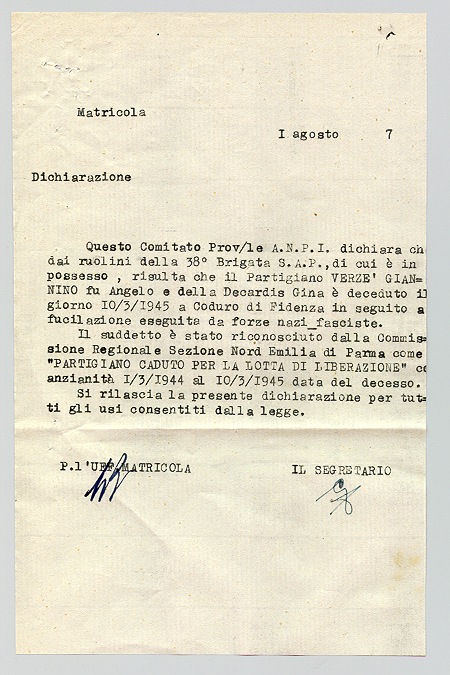 Matricola
I agosto 7
Dichiarazione
Questo Comitato Prov/le A.N.P.I. dichiara ch
dai ruolini della 38° Brigata S.A.P.,di cui è in
possesso , risulta che il Partigiano VERZE' GIAN=
NINO fu Angelo e della Decardis Gina è deceduto il
giorno 10/3/1945 a Coduro di Fidenza in seguito a
fucilazione eseguita da forze nazi_fasciste.
Il suddetto è stato riconosciuto dalla Commis=
sione Regionale Sezione Nord Emilia di Parma come
"PARTIGIANO CADUTO PER LA LOTTA DI LIBERAZIONE" co
anzianità I/3/1944 al 10/3/1945 data del decesso.
Si rilascia la presente dichiarazione per tut=
ti gli usi consentiti dalla legge.
P.l'UFF.MATRICOLA IL SEGRETARIO